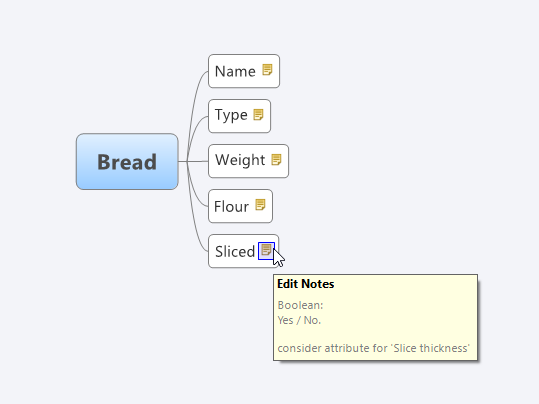 Name
Type
Bread
Weight
Flour
Sliced
Edit Notes
Boolean:
Yes / No.
consider attribute for 'Slice thickness'